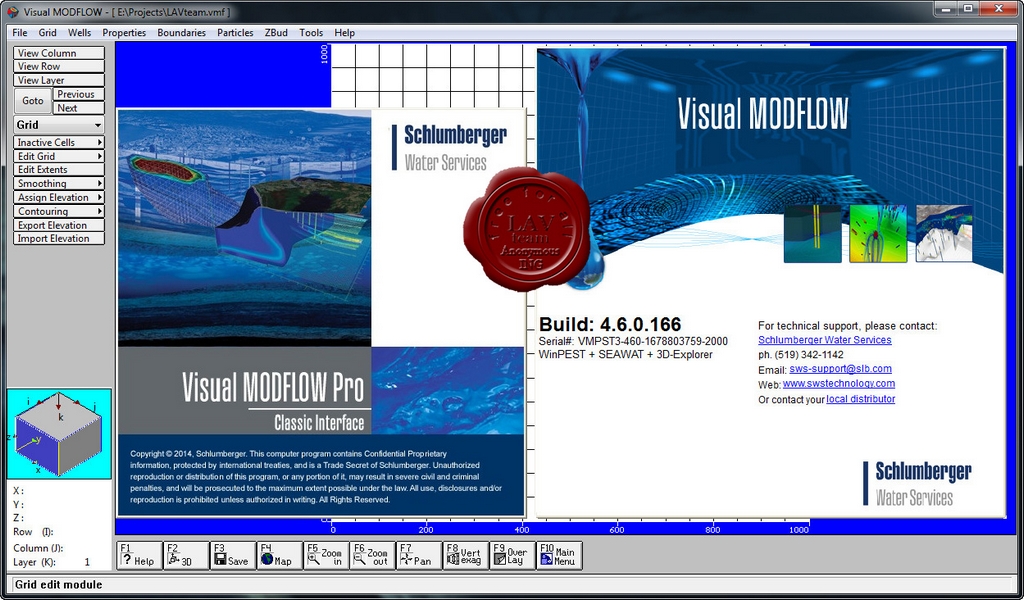 Visual MODFLOW - [ E:\Projects\LAVteam.vmf ]
File Grid Wells Properties Boundaries Particles ZBud Tools Help
View Column
View Row
View Layer
Goto
Previous
Next
Grid
Inactive Cells
Edit Grid
Edit Extents
Smoothing
Assign Elevation
Contouring
Export Elevation
Import Elevation
1000
Schlumberger
Water Services
Visual MODFLOW
LAV
team
Anonymous
Build: 4.6.0.166
Serial#: VMPST3-460-1678803759-2000
WinPEST + SEAWAT + 3D-Explorer
For technical support, please contact:
Schlumberger Water Services
ph. (519) 342-1142
Email: sws-support@slb.com
Web: www.swstechnology.com
Or contact your local distributor
Visual MODFLOW Pro
Classic Interface
Copyright © 2014, Schlumberger. This computer program contains Confidential Proprietary
information, protected by international treaties, and is a Trade Secret of Schlumberger. Unauthorized
reproduction or distribution of this program, or any portion of it, may result in severe civil and criminal
penalties, and will be prosecuted to the maximum extent possible under the law. All use, disclosures and/or
reproduction is prohibited unless authorized in writing. All Rights Reserved.
Schlumberger
Water Services
i j
k
z y
x
X :
Y :
Z :
Row (I):
Column (J):
Layer (K): 1
0 200 400 600 800 1000
F1 Help
F2 3D
F3 Save
F4 Map
F5 Zoom in
F6 Zoom out
F7 Pan
F8 Vert exag
F9 Over Lay
F10 Main Menu
Grid edit module